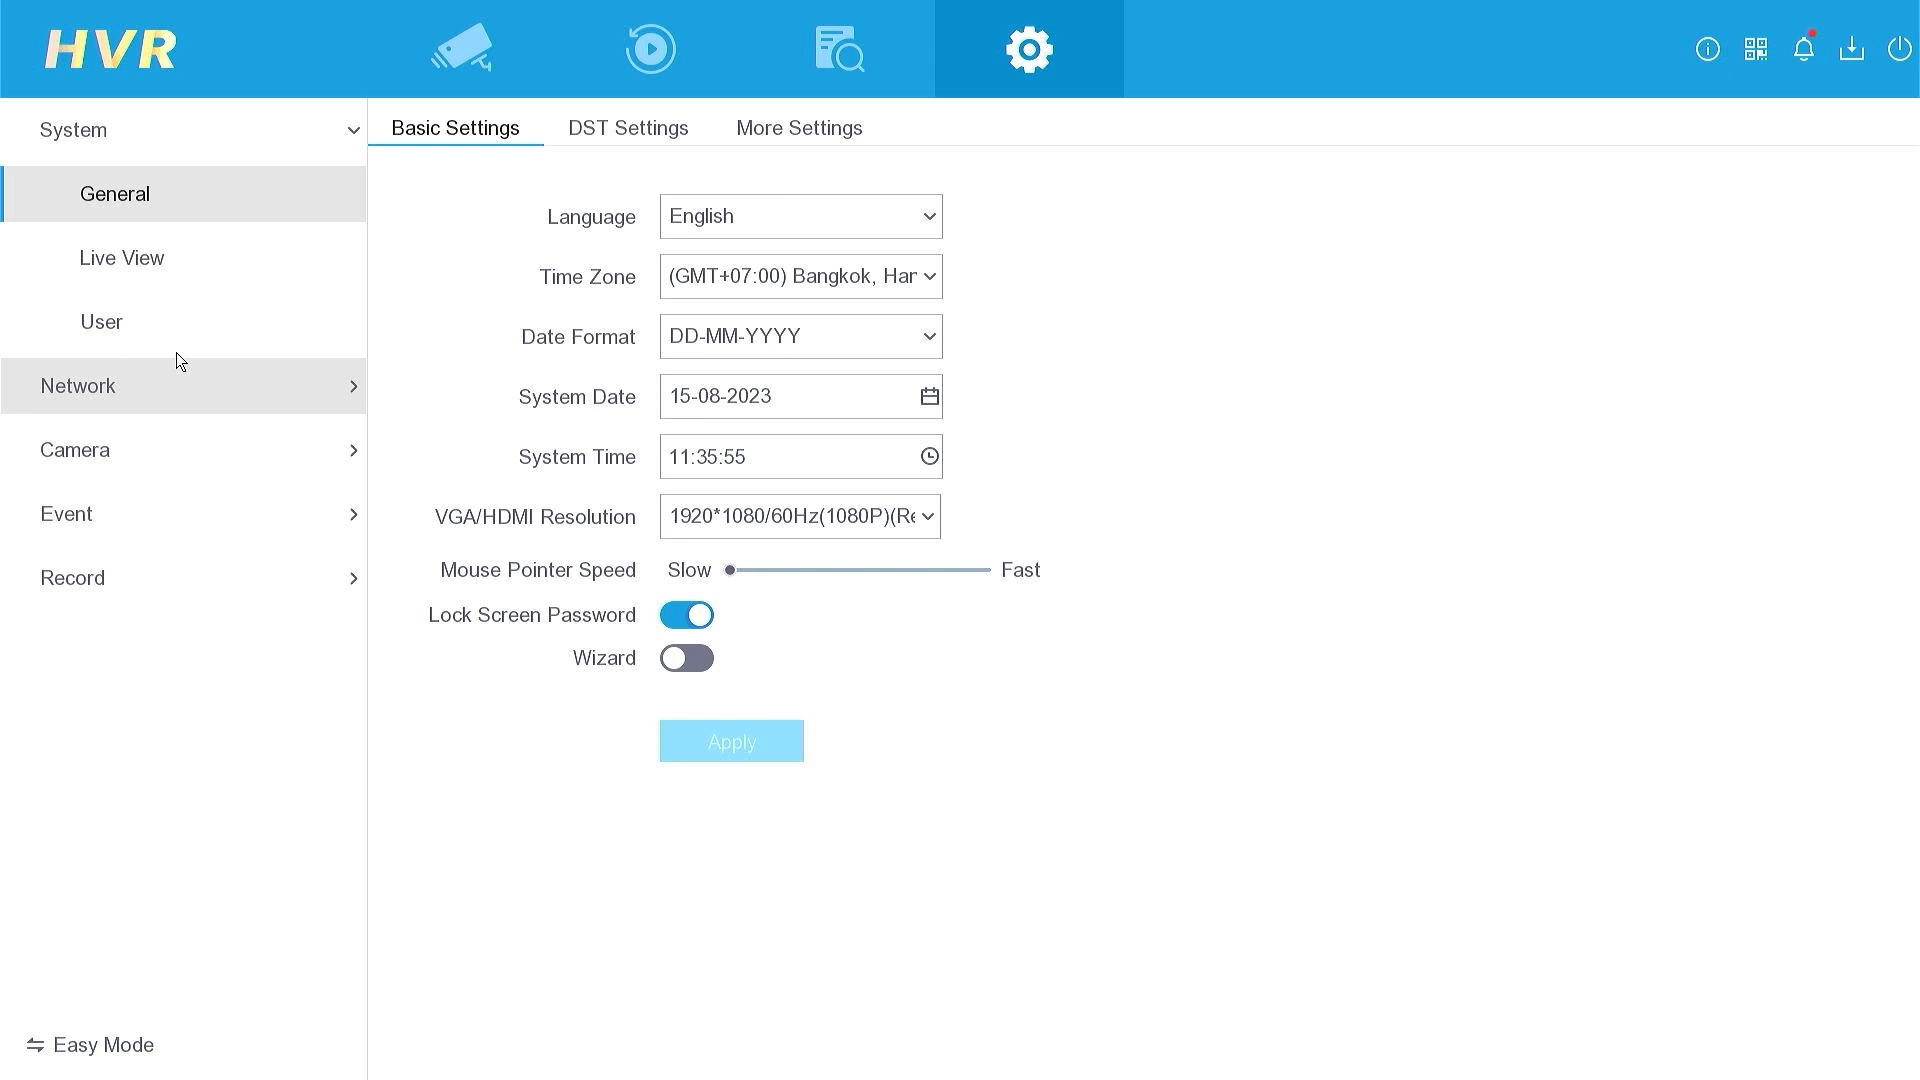 HVR
System
General
Live View
User
Network
Camera
Event
Record
Easy Mode
Basic Settings
DST Settings
More Settings
Language
English
Time Zone
(GMT+07:00) Bangkok, Har
Date Format
DD-MM-YYYY
System Date
15-08-2023
System Time
11:35:55
VGA/HDMI Resolution
1920*1080/60Hz(1080P)(Re
Mouse Pointer Speed
Slow
Fast
Lock Screen Password
Wizard
Apply